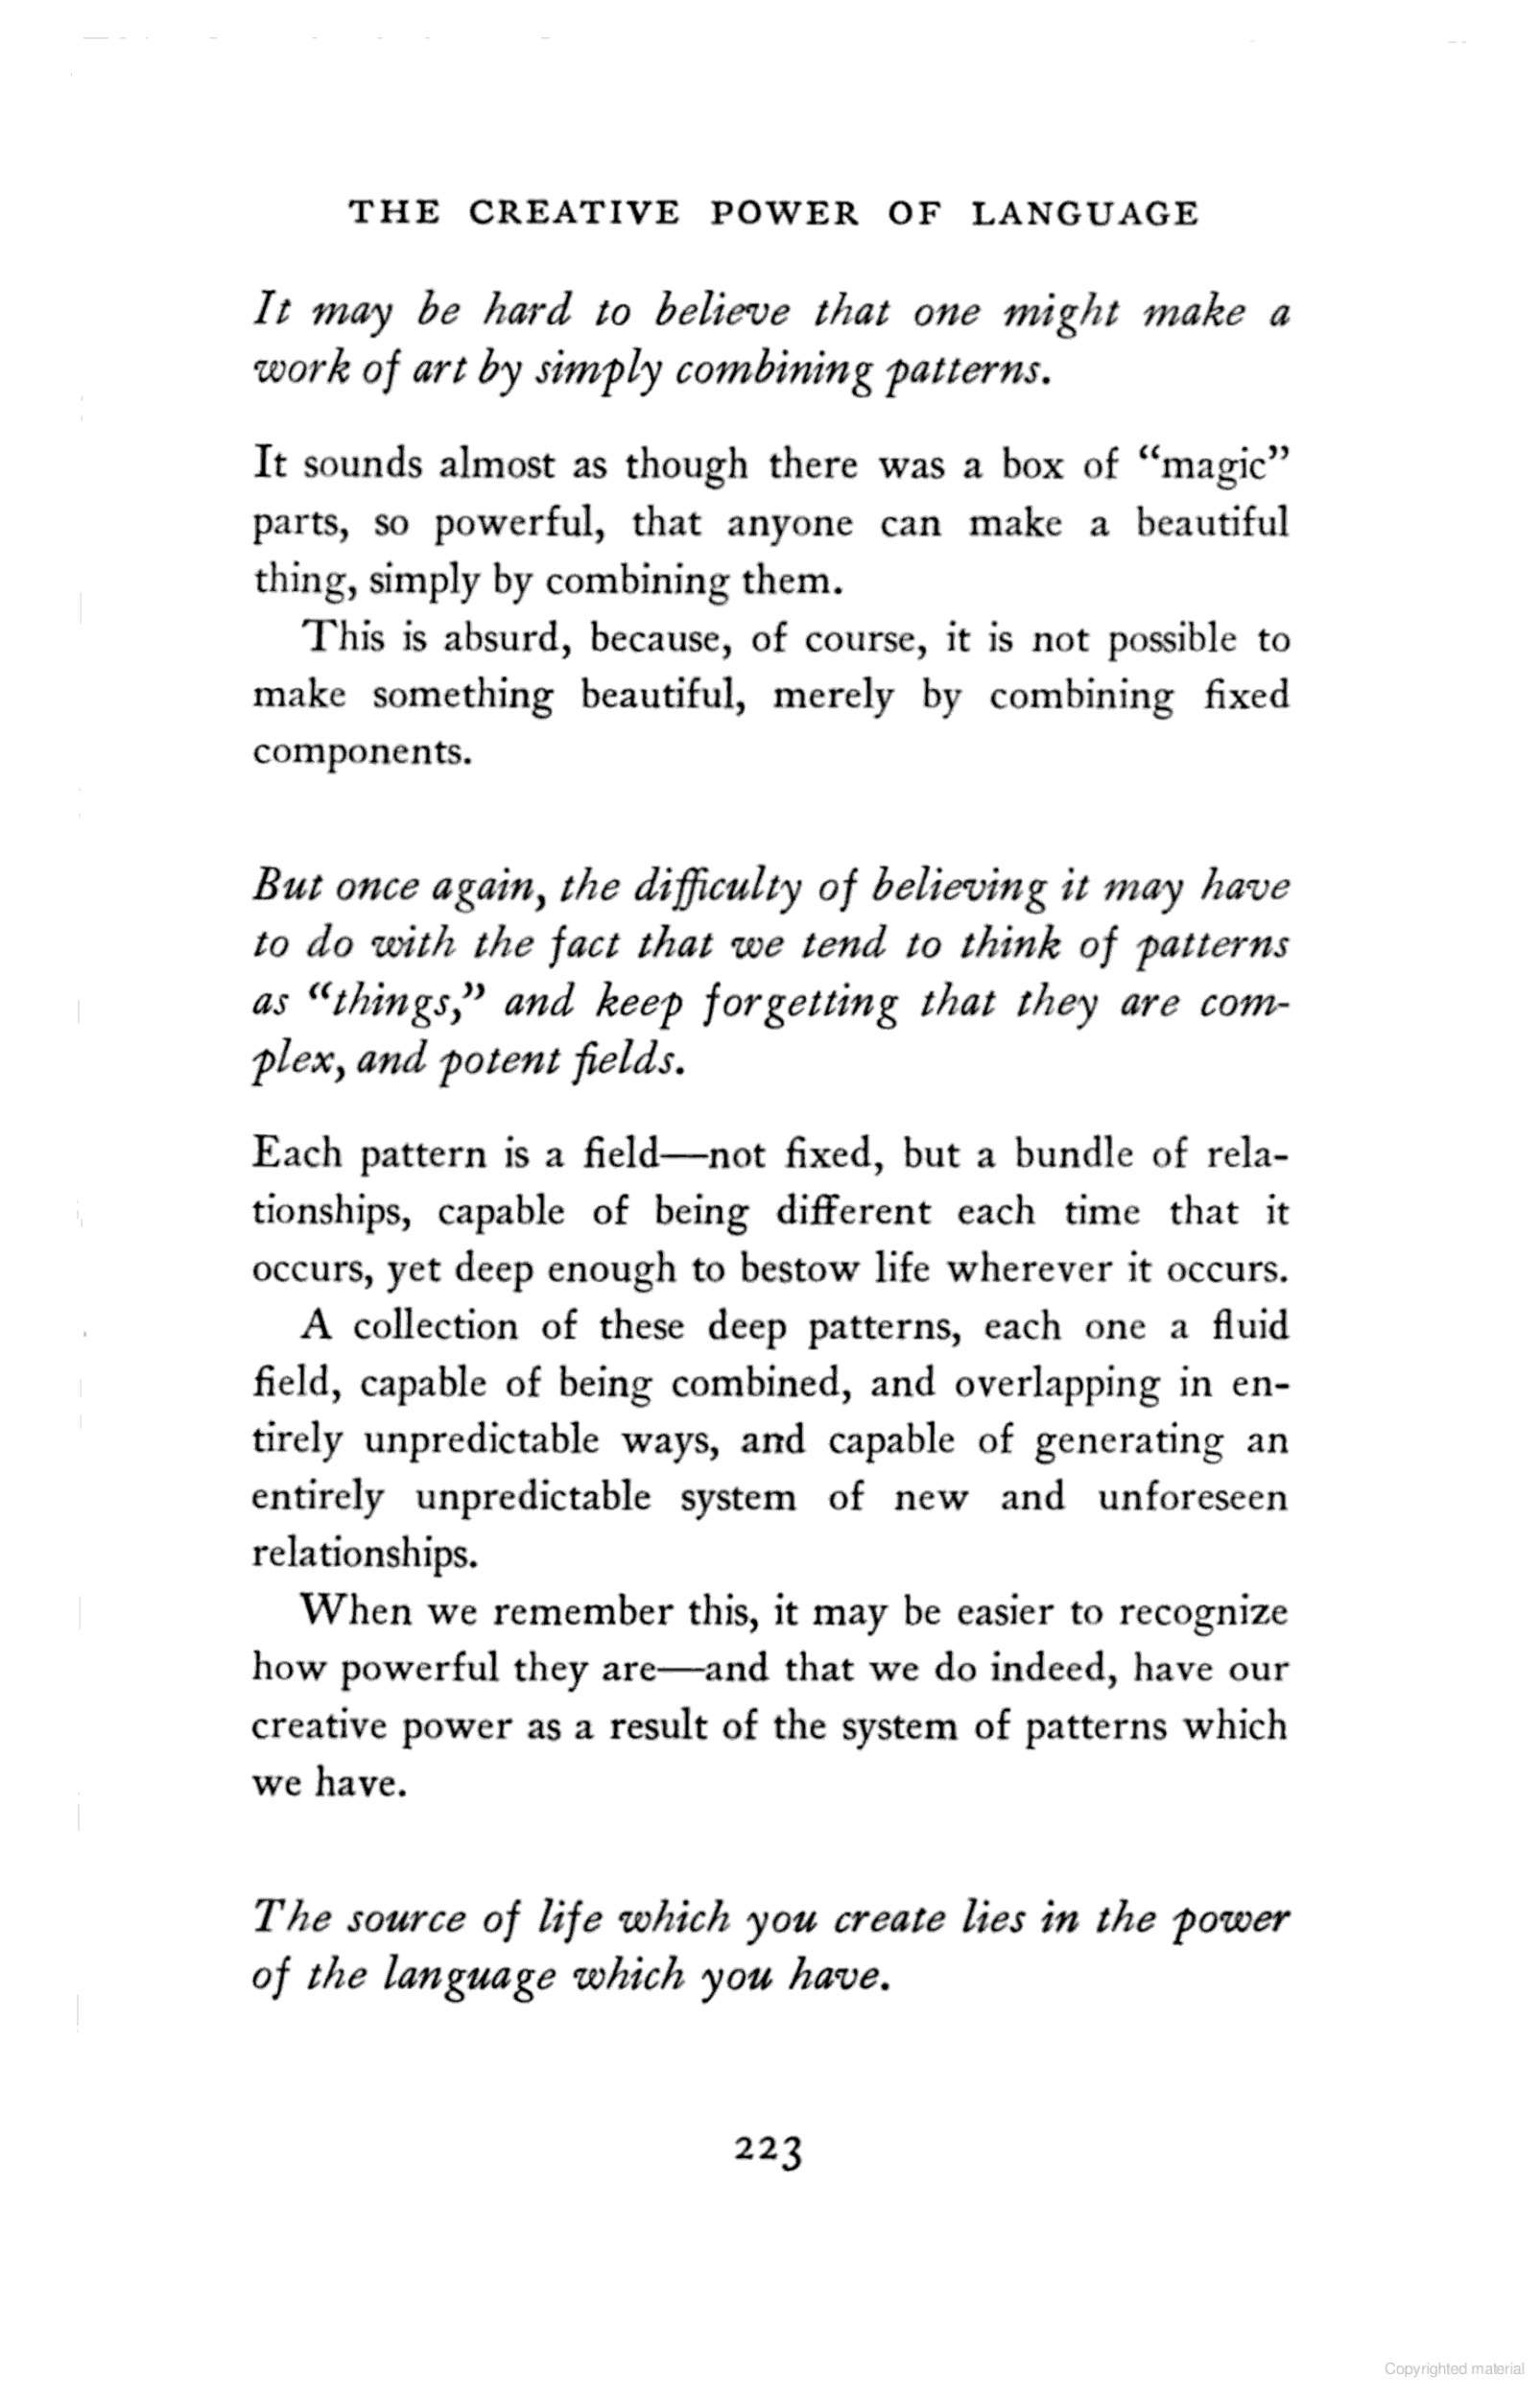 THE CREATIVE POWER OF LANGUAGE
It may be hard to believe that one might make a
work of art by simply combining patterns.
It sounds almost as though there was a box of “magic”
parts, so powerful, that anyone can make a beautiful
thing, simply by combining them.
This is absurd, because, of course, it is not possible to
make something beautiful, merely by combining fixed
components.
But once again, the difficulty of believing it may have
to do with the fact that we tend to think of patterns
as “things,” and keep forgetting that they are com-
plex, and potent fields.
Each pattern is a field—not fixed, but a bundle of rela-
tionships, capable of being different each time that it
occurs, yet deep enough to bestow life wherever it occurs.
A collection of these deep patterns, each one a fluid
field, capable of being combined, and overlapping in en-
tirely unpredictable ways, and capable of generating an
entirely unpredictable system of new and unforeseen
relationships.
When we remember this, it may be easier to recognize
how powerful they are—and that we do indeed, have our
creative power as a result of the system of patterns which
we have.
The source of life which you create lies in the power
of the language which you have.
223
Copyrighted material